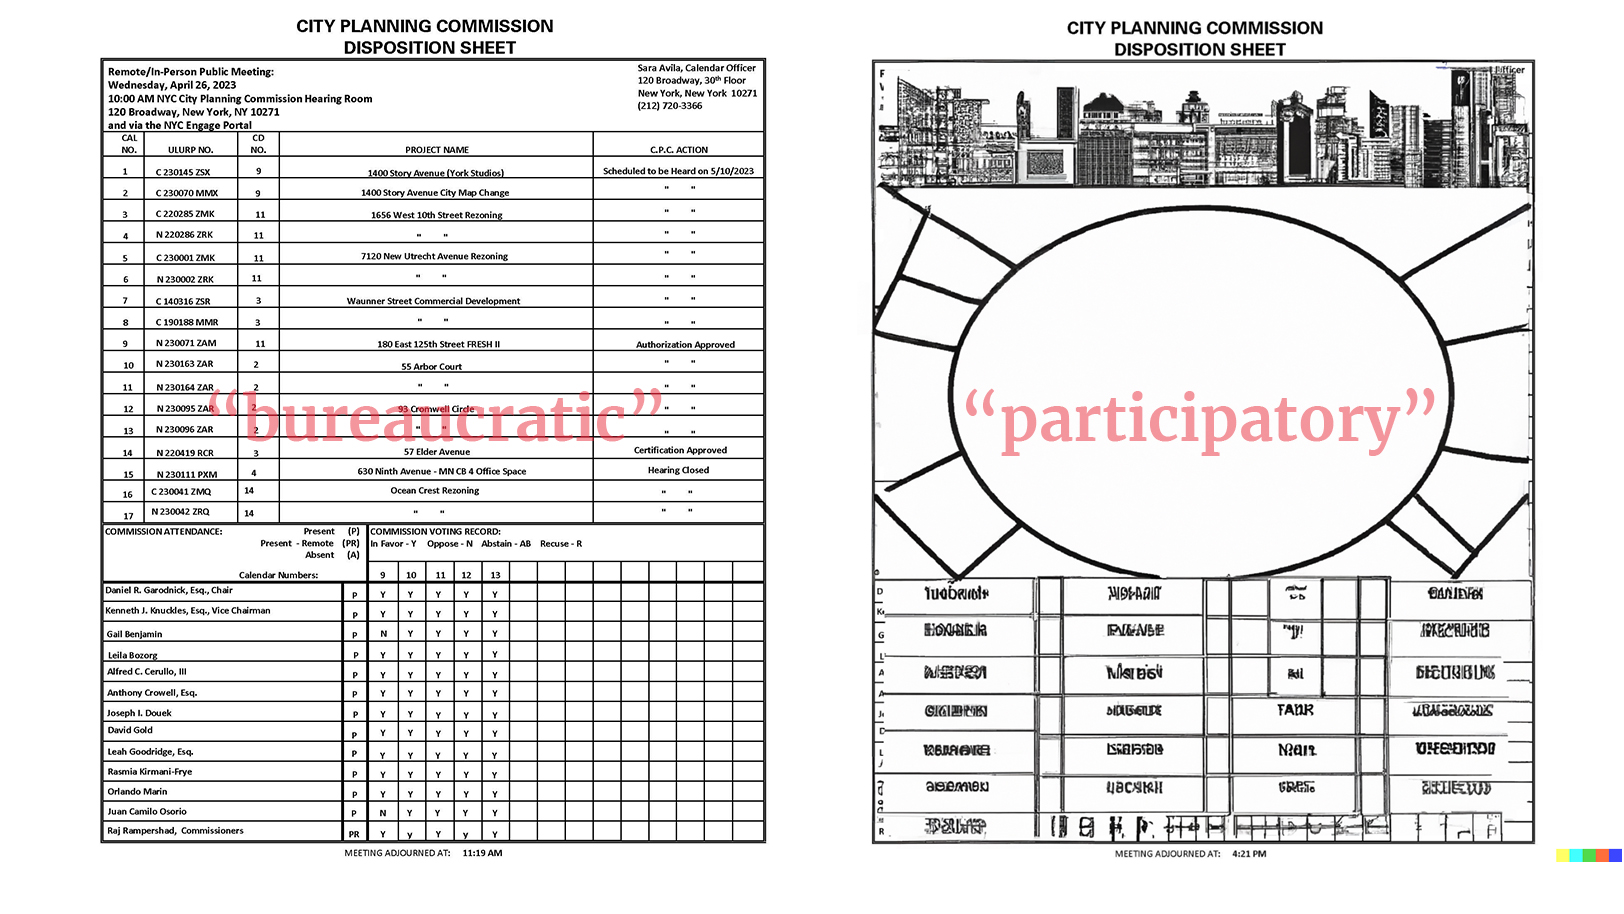 CITY PLANNING COMMISSION
DISPOSITION SHEET
Remote/In-Person Public Meeting:
Wednesday, April 26, 2023
10:00 AM NYC City Planning Commission Hearing Room
120 Broadway, New York, NY 10271
and via the NYC Engage Portal
Sara Avila, Calendar Officer
120 Broadway, 30th Floor
New York, New York 10271
(212) 720-3366
CAL NO. ULURP NO. CD NO. PROJECT NAME C.P.C. ACTION
1 C 230145 ZSX 9 1400 Story Avenue (York Studios) Scheduled to be Heard on 5/10/2023
2 C 230070 MMX 9 1400 Story Avenue City Map Change " "
3 C 220285 ZMK 11 1656 West 10th Street Rezoning " "
4 N 220286 ZRK 11 " " " "
5 C 230001 ZMK 11 7120 New Utrecht Avenue Rezoning " "
6 N 230002 ZRK 11 " " " "
7 C 140316 ZSR 3 Waunner Street Commercial Development " "
8 C 190188 MMR 3 " " " "
9 N 230071 ZAM 11 180 East 125th Street FRESH II Authorization Approved
10 N 230163 ZAR 2 55 Arbor Court " "
11 N 230164 ZAR 2 " " " "
12 N 230095 ZAR 2 93 Cromwell Circle " "
13 N 230096 ZAR 2 " " " "
“bureaucratic”
14 N 220419 RCR 3 57 Elder Avenue Certification Approved
15 N 230111 PXM 4 630 Ninth Avenue - MN CB 4 Office Space Hearing Closed
16 C 230041 ZMQ 14 Ocean Crest Rezoning " "
17 N 230042 ZRQ 14 " " " "
COMMISSION ATTENDANCE: Present (P)
Present - Remote (PR)
Absent (A)
COMMISSION VOTING RECORD:
In Favor - Y Oppose - N Abstain - AB Recuse - R
Calendar Numbers: 9 10 11 12 13
Daniel R. Garodnick, Esq., Chair P Y Y Y Y Y
Kenneth J. Knuckles, Esq., Vice Chairman P Y Y Y Y Y
Gail Benjamin P N Y Y Y Y
Leila Bozorg P Y Y Y Y Y
Alfred C. Cerullo, III P Y Y Y Y Y
Anthony Crowell, Esq. P Y Y Y Y Y
Joseph I. Douek P Y Y Y Y Y
David Gold P Y Y Y Y Y
Leah Goodridge, Esq. P Y Y Y Y Y
Rasmia Kirmani-Frye P Y Y Y Y Y
Orlando Marin P Y Y Y Y Y
Juan Camilo Osorio P N Y Y Y Y
Raj Rampershad, Commissioners PR Y y Y y Y
MEETING ADJOURNED AT: 11:19 AM
CITY PLANNING COMMISSION
DISPOSITION SHEET
“participatory”
MEETING ADJOURNED AT: 4:21 PM